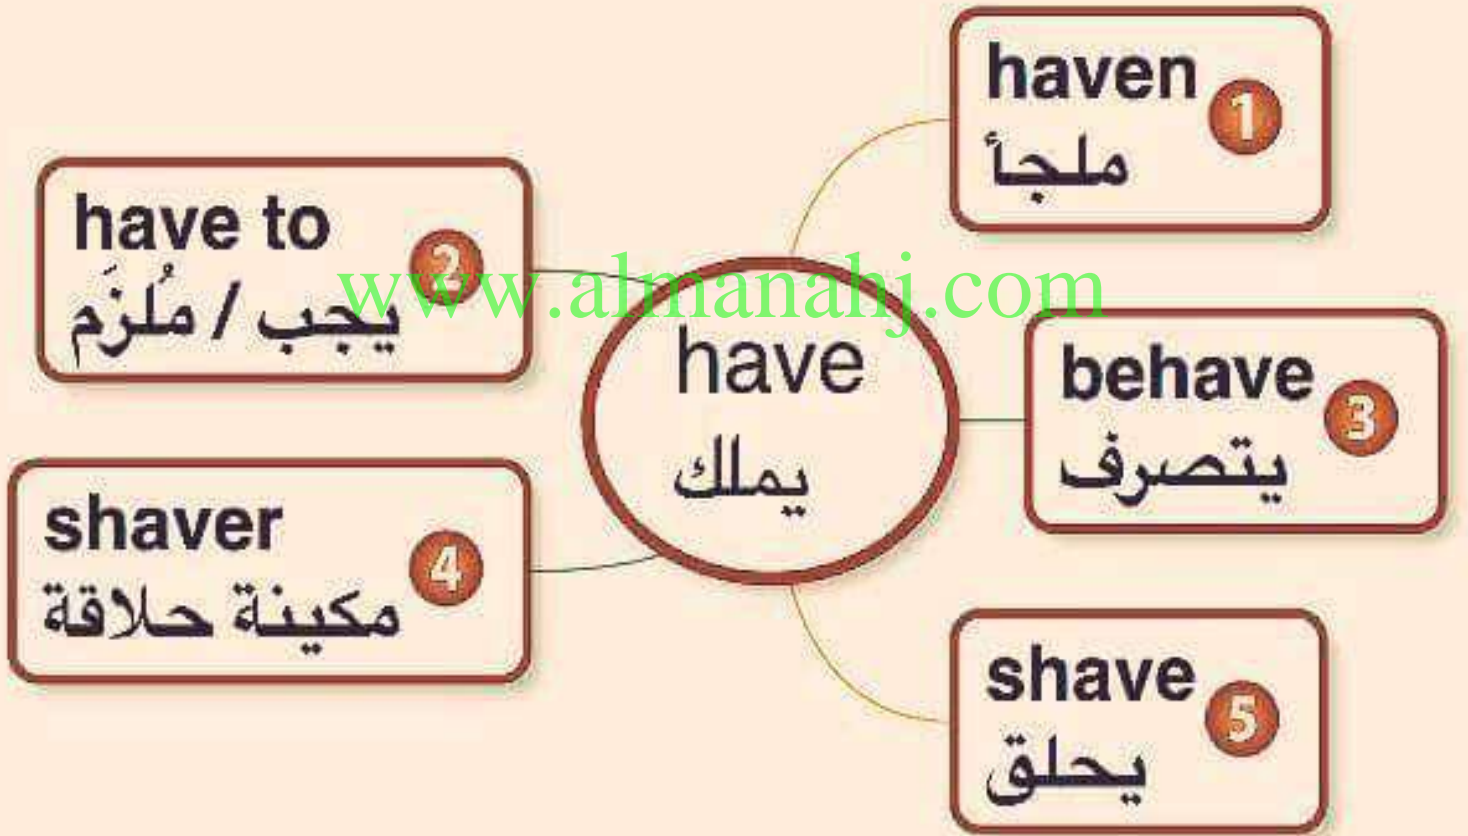 haven
1
ملجأ
have to
2
يجب / مُلزَم
www.almanahj.com
have
يملك
behave
3
يتصرف
shaver
4
مكينة حلاقة
shave
5
يحلق